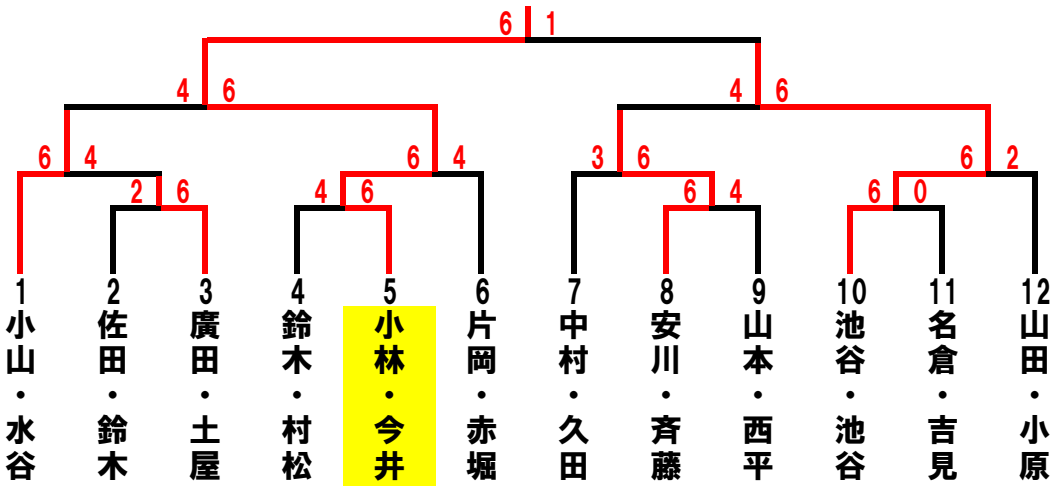 6 1
4 6 4 6
6 4 6 4 3 6 6 2
2 6 4 6 6 4 6 0
1 2 3 4 5 6 7 8 9 10 11 12
小山・水谷
佐田・鈴木
廣田・土屋
鈴木・村松
小林・今井
片岡・赤堀
中村・久田
安川・斉藤
山本・西平
池谷・池谷
名倉・吉見
山田・小原